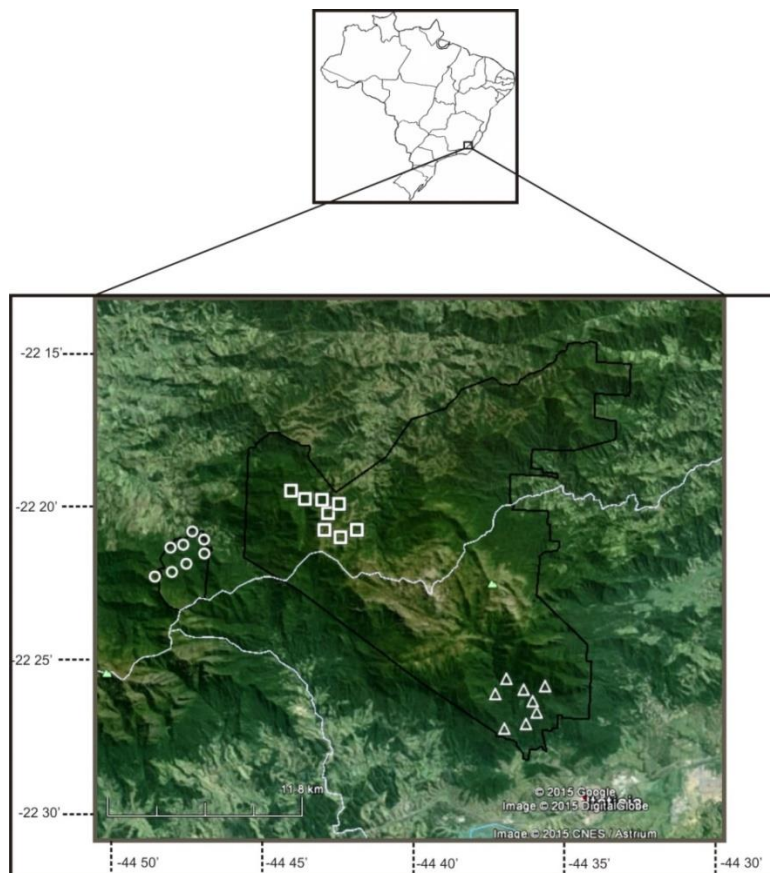 -22 15'
-22 20'
-22 25'
-22 30'
11.8 km
© 2015 Google
Image © 2015 DigitalGlobe
Image © 2015 CNES / Astrium
-44 50'
-44 45'
-44 40'
-44 35'
-44 30'